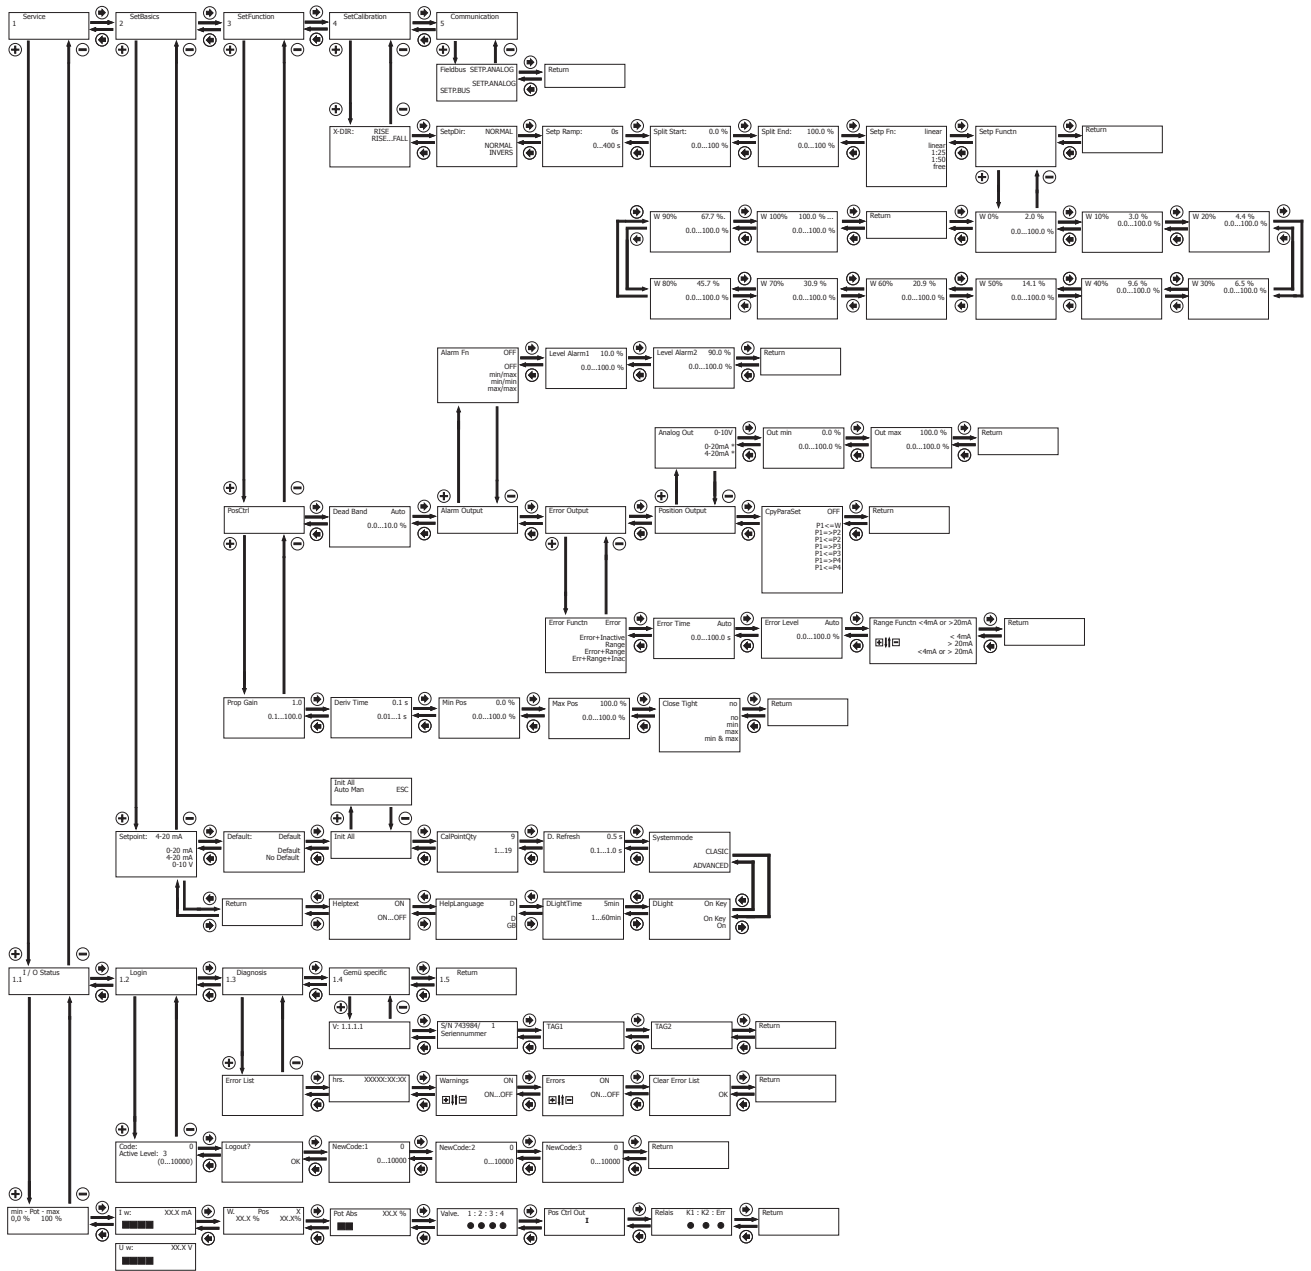 Service
1
SetBasics
2
SetFunction
3
SetCalibration
4
Communication
5
Fieldbus SETP.ANALOG
SETP.ANALOG
SETP.BUS
Return
X-DIR: RISE
RISE...FALL
SetpDir: NORMAL
NORMAL
INVERS
Setp Ramp: 0s
0...400 s
Split Start: 0.0 %
0.0...100 %
Split End: 100.0 %
0.0...100 %
Setp Fn: linear
linear
1:25
1:50
free
Setp Functn
Return
W 90% 67.7 %.
0.0...100.0 %
W 100% 100.0 % ...
0.0...100.0 %
Return
W 0% 2.0 %
0.0...100.0 %
W 10% 3.0 %
0.0...100.0 %
W 20% 4.4 %
0.0...100.0 %
W 80% 45.7 %
0.0...100.0 %
W 70% 30.9 %
0.0...100.0 %
W 60% 20.9 %
0.0...100.0 %
W 50% 14.1 %
0.0...100.0 %
W 40% 9.6 %
0.0...100.0 %
W 30% 6.5 %
0.0...100.0 %
Alarm Fn OFF
OFF
min/max
min/min
max/max
Level Alarm1 10.0 %
0.0...100.0 %
Level Alarm2 90.0 %
0.0...100.0 %
Return
Analog Out 0-10V
0-20mA *
4-20mA *
Out min 0.0 %
0.0...100.0 %
Out max 100.0 %
0.0...100.0 %
Return
PosCtrl
Dead Band Auto
0.0...10.0 %
Alarm Output
Error Output
Position Output
CpyParaSet OFF
P1<=W
P1=>P2
P1<=P2
P1=>P3
P1<=P3
P1=>P4
P1<=P4
Return
Error Functn Error
Error+Inactive
Range
Error+Range
Err+Range+Inac
Error Time Auto
0.0...100.0 s
Error Level Auto
0.0...100.0 %
Range Functn <4mA or >20mA
< 4mA
> 20mA
<4mA or > 20mA
Return
Prop Gain 1.0
0.1...100.0
Deriv Time 0.1 s
0.01...1 s
Min Pos 0.0 %
0.0...100.0 %
Max Pos 100.0 %
0.0...100.0 %
Close Tight no
no
min
max
min & max
Return
Init All
Auto Man ESC
Setpoint: 4-20 mA
0-20 mA
4-20 mA
0-10 V
Default: Default
Default
No Default
Init All
CalPointQty 9
1...19
D. Refresh 0.5 s
0.1...1.0 s
Systemmode
CLASIC
ADVANCED
Return
Helptext ON
ON...OFF
HelpLanguage D
D
GB
DLightTime 5min
1...60min
DLight On Key
On Key
On
I / O Status
1.1
Login
1.2
Diagnosis
1.3
Gemü specific
1.4
Return
1.5
V: 1.1.1.1
S/N 743984/ 1
Seriennummer
TAG1
TAG2
Return
Error List
hrs. XXXXX:XX:XX
Warnings ON
ON...OFF
Errors ON
ON...OFF
Clear Error List
OK
Return
Code: 0
Active Level: 3
(0...10000)
Logout?
OK
NewCode:1 0
0...10000
NewCode:2 0
0...10000
NewCode:3 0
0...10000
Return
min - Pot - max
0,0 % 100 %
I w: XX.X mA
W. Pos X
XX.X % XX.X%
Pot Abs XX.X %
Valve. 1 : 2 : 3 : 4
Pos Ctrl Out
I
Relais K1 : K2 : Err
Return
U w: XX.X V